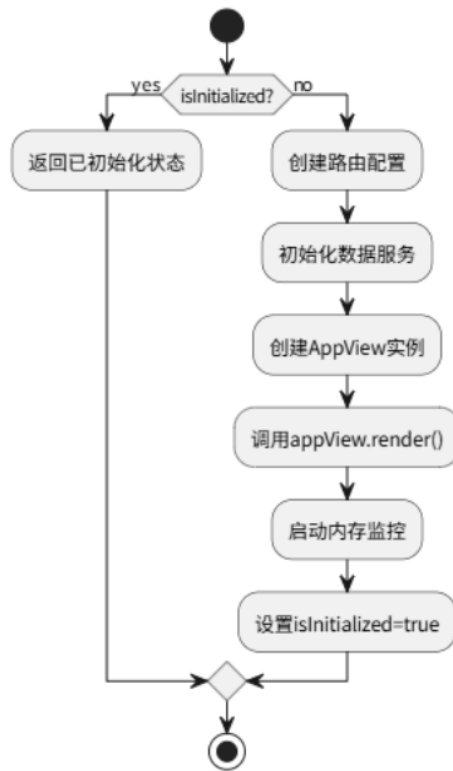 isInitialized?
yes
no
返回已初始化状态
创建路由配置
初始化数据服务
创建AppView实例
调用appView.render()
启动内存监控
设置isInitialized=true